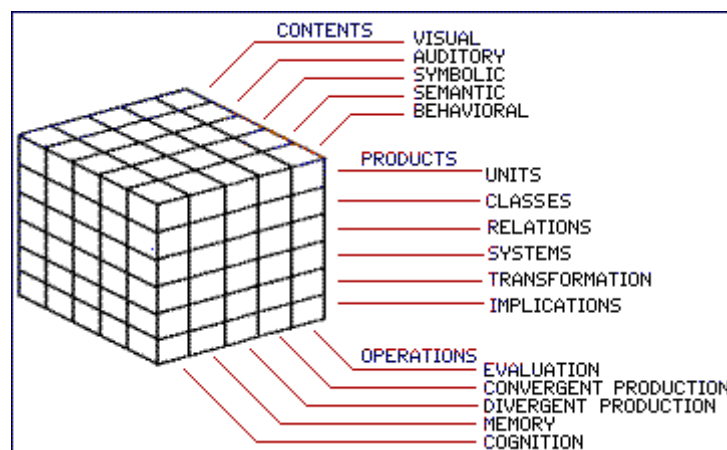 CONTENTS
VISUAL
AUDITORY
SYMBOLIC
SEMANTIC
BEHAVIORAL
PRODUCTS
UNITS
CLASSES
RELATIONS
SYSTEMS
TRANSFORMATION
IMPLICATIONS
OPERATIONS
EVALUATION
CONVERGENT PRODUCTION
DIVERGENT PRODUCTION
MEMORY
COGNITION